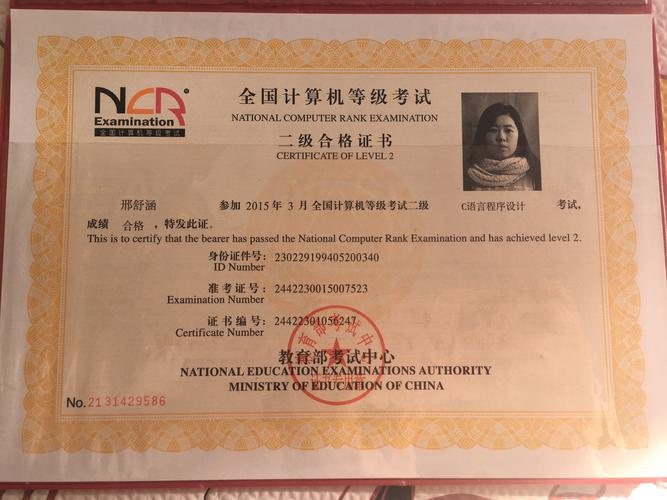 NCR
Examination
全国计算机等级考试
全国计算机等级考试
NATIONAL COMPUTER RANK EXAMINATION
二级合格证书
CERTIFICATE OF LEVEL 2
邢舒涵 参加 2015 年 3 月 全国计算机等级考试二级 C语言程序设计 考试,
成绩 合格 , 特发此证。
This is to certify that the bearer has passed the National Computer Rank Examination and has achieved level 2.
身份证件号: 230229199405200340
ID Number
准考证号: 2442230015007523
Examination Number
证书编号: 24422301056247
Certificate Number
教育部考试中心
NATIONAL EDUCATION EXAMINATIONS AUTHORITY
MINISTRY OF EDUCATION OF CHINA
No. 2131429586